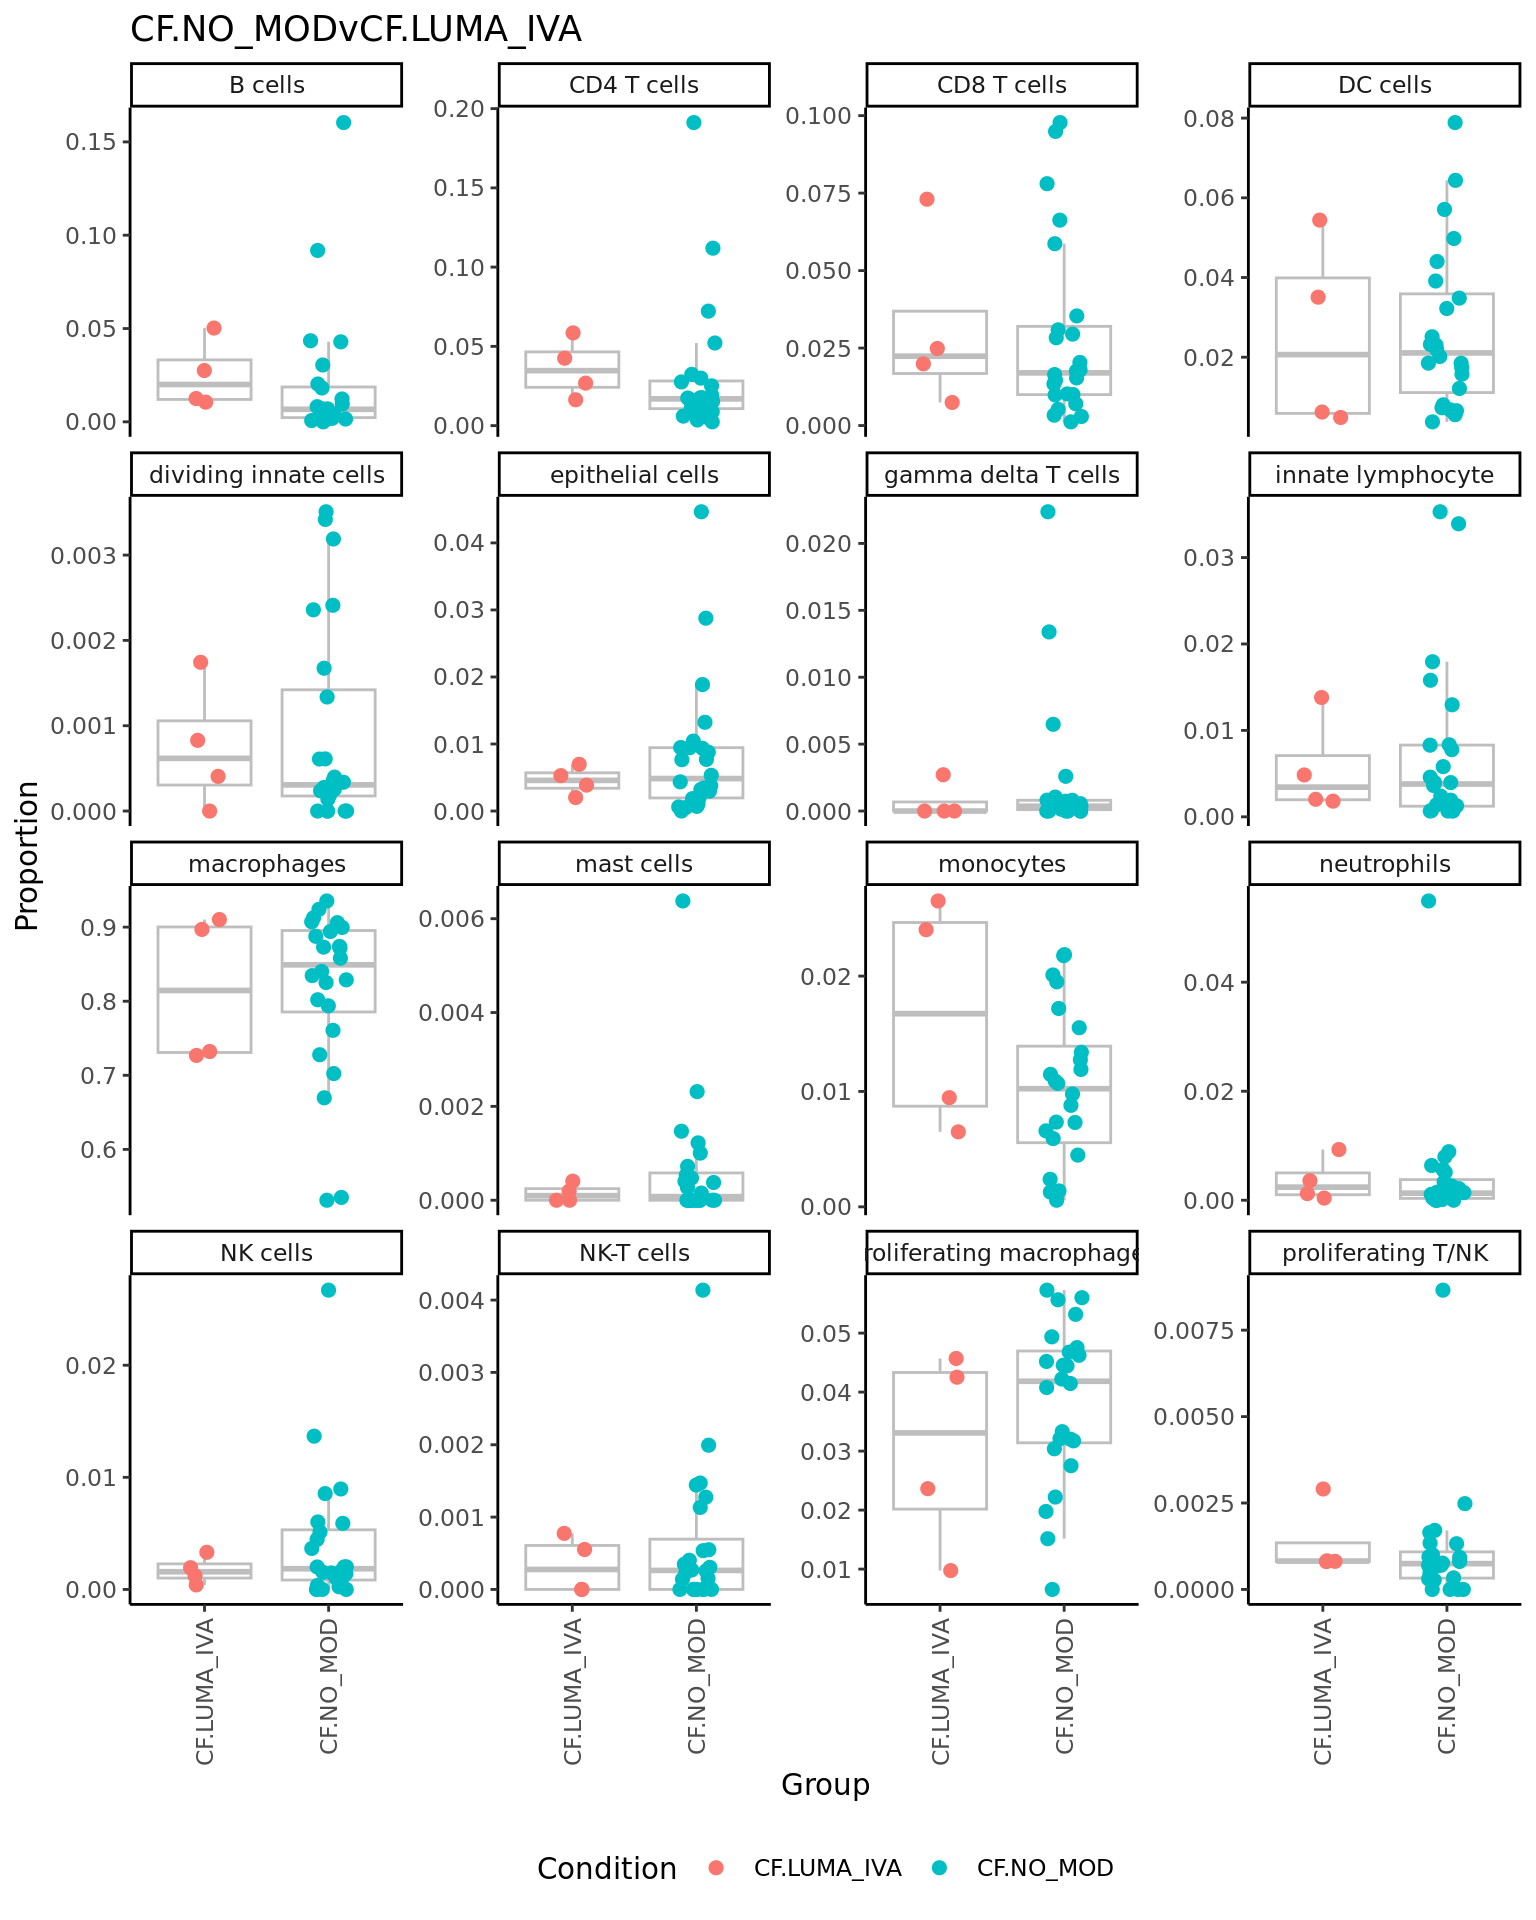 CF.NO_MODvCF.LUMA_IVA
B cells
CD4 T cells
CD8 T cells
DC cells
0.15
0.10
0.05
0.00
0.20
0.15
0.10
0.05
0.00
0.100
0.075
0.050
0.025
0.000
0.08
0.06
0.04
0.02
dividing innate cells
epithelial cells
gamma delta T cells
innate lymphocyte
0.003
0.002
0.001
0.000
0.04
0.03
0.02
0.01
0.00
0.020
0.015
0.010
0.005
0.000
0.03
0.02
0.01
0.00
Proportion
macrophages
mast cells
monocytes
neutrophils
0.9
0.8
0.7
0.6
0.006
0.004
0.002
0.000
0.02
0.01
0.00
0.04
0.02
0.00
NK cells
NK-T cells
roliferating macrophage
proliferating T/NK
0.02
0.01
0.00
0.004
0.003
0.002
0.001
0.000
0.05
0.04
0.03
0.02
0.01
0.0075
0.0050
0.0025
0.0000
CF.LUMA_IVA
CF.NO_MOD
CF.LUMA_IVA
CF.NO_MOD
CF.LUMA_IVA
CF.NO_MOD
CF.LUMA_IVA
CF.NO_MOD
Group
Condition
CF.LUMA_IVA
CF.NO_MOD